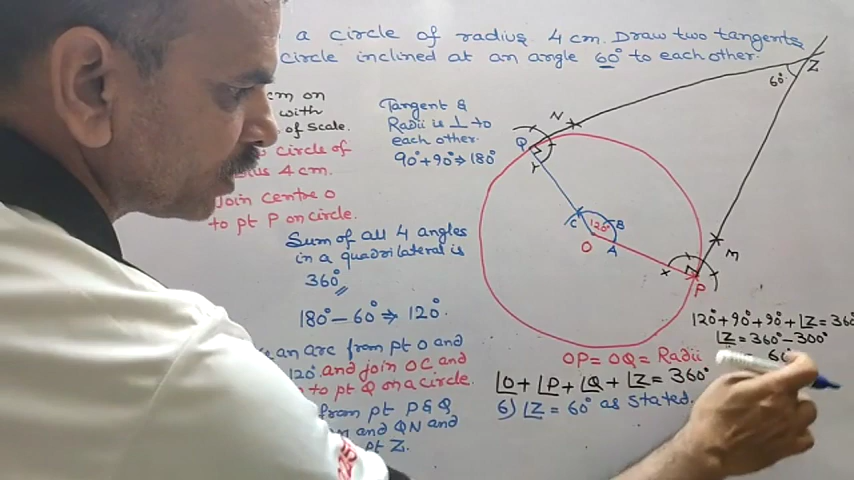 a circle of radius 4 cm. Draw two tangents
circle inclined at an angle 60° to each other.
cm on
with
of Scale.
circle of
4 cm.
Join centre O
to pt P on circle.
Tangent &
Radii is ⊥ to
each other.
90°+90°⇒180°
Sum of all 4 angles
in a quadrilateral is
360°
180°-60°⇒120°.
an arc from pt O and
120° and join OC and
to pt Q on a circle.
from pt P & Q
and QN and
pt Z.
Z
60°
N
Q
Y
C
120°
B
O
A
M
X
P
OP = OQ = Radii
∠O + ∠P + ∠Q + ∠Z = 360°
6) ∠Z = 60° as stated.
120°+90°+90°+∠Z = 360
∠Z = 360°-300°
60